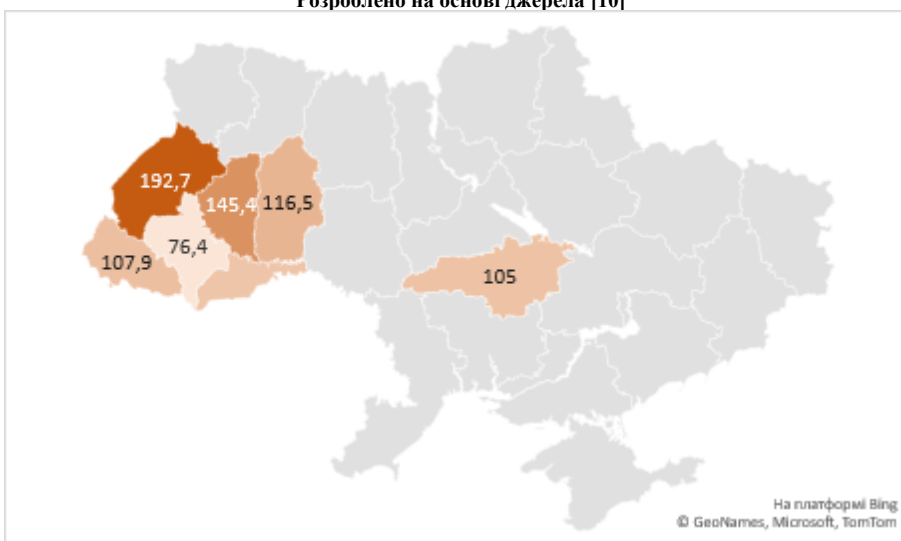 Розроблено на основі джерела [10]
192,7
145,4
116,5
76,4
107,9
105
На платформі Bing
© GeoNames, Microsoft, TomTom